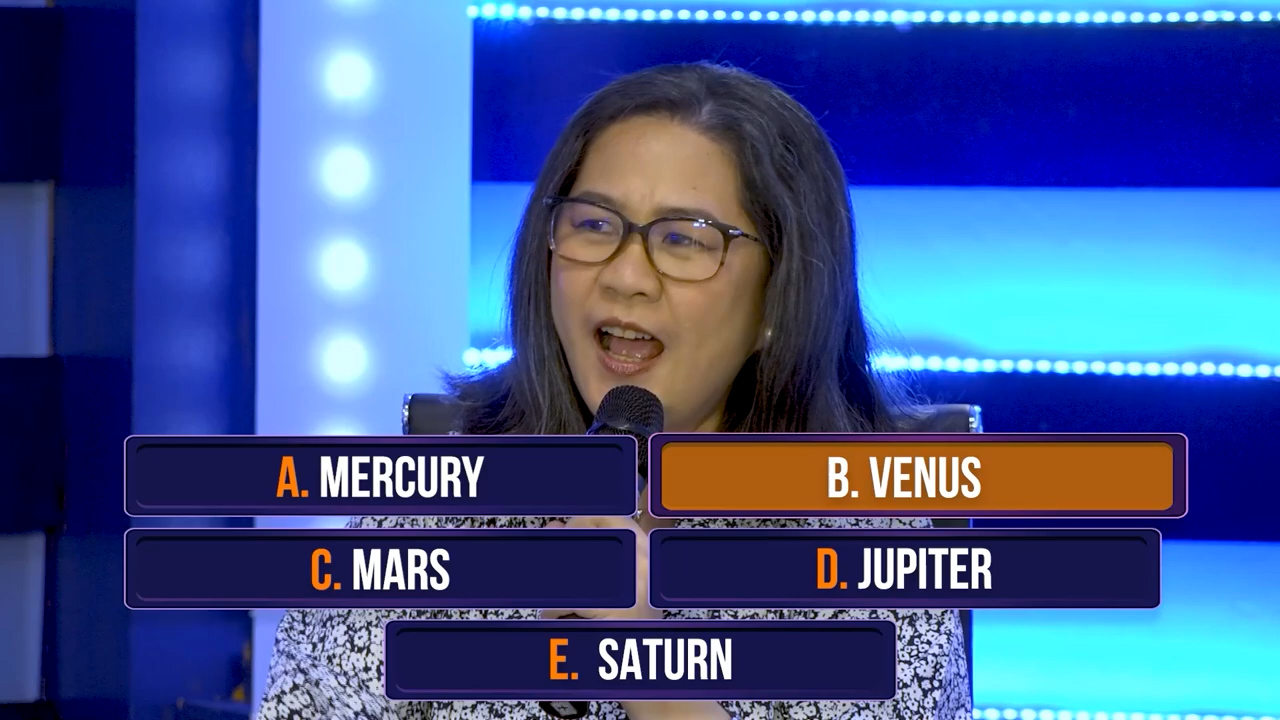 A. MERCURY
B. VENUS
C. MARS
D. JUPITER
E. SATURN